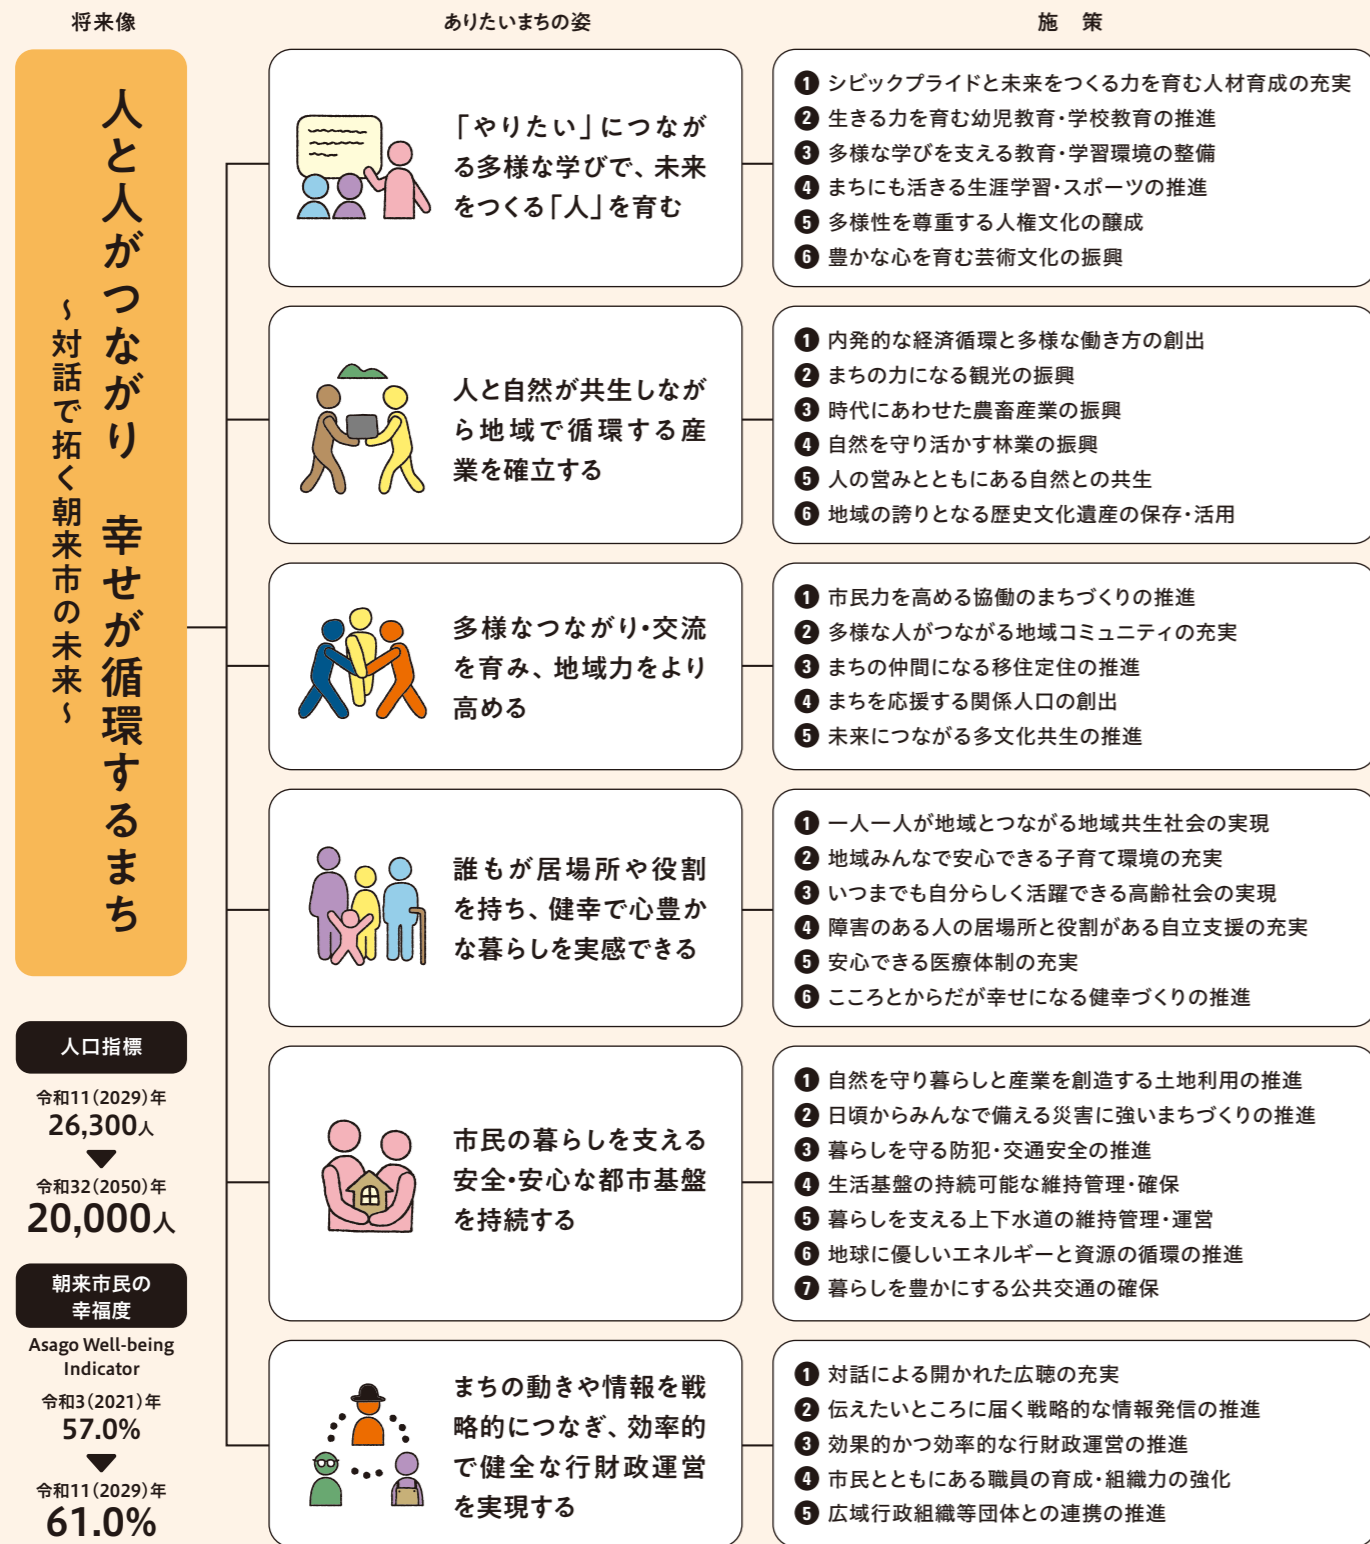 将来像
ありたいまちの姿
施 策
人と人がつながり 幸せが循環するまち
～対話で拓く朝来市の未来～
人口指標
令和11(2029)年
26,300人
▼
令和32(2050)年
20,000人
朝来市民の
幸福度
Asago Well-being
Indicator
令和3(2021)年
57.0%
▼
令和11(2029)年
61.0%
「やりたい」につなが
る多様な学びで、未来
をつくる「人」を育む
❶ シビックプライドと未来をつくる力を育む人材育成の充実
❷ 生きる力を育む幼児教育・学校教育の推進
❸ 多様な学びを支える教育・学習環境の整備
❹ まちにも活きる生涯学習・スポーツの推進
❺ 多様性を尊重する人権文化の醸成
❻ 豊かな心を育む芸術文化の振興
人と自然が共生しなが
ら地域で循環する産
業を確立する
❶ 内発的な経済循環と多様な働き方の創出
❷ まちの力になる観光の振興
❸ 時代にあわせた農畜産業の振興
❹ 自然を守り活かす林業の振興
❺ 人の営みとともにある自然との共生
❻ 地域の誇りとなる歴史文化遺産の保存・活用
多様なつながり・交流
を育み、地域力をより
高める
❶ 市民力を高める協働のまちづくりの推進
❷ 多様な人がつながる地域コミュニティの充実
❸ まちの仲間になる移住定住の推進
❹ まちを応援する関係人口の創出
❺ 未来につながる多文化共生の推進
誰もが居場所や役割
を持ち、健幸で心豊か
な暮らしを実感できる
❶ 一人一人が地域とつながる地域共生社会の実現
❷ 地域みんなで安心できる子育て環境の充実
❸ いつまでも自分らしく活躍できる高齢社会の実現
❹ 障害のある人の居場所と役割がある自立支援の充実
❺ 安心できる医療体制の充実
❻ こころとからだが幸せになる健幸づくりの推進
市民の暮らしを支える
安全・安心な都市基盤
を持続する
❶ 自然を守り暮らしと産業を創造する土地利用の推進
❷ 日頃からみんなで備える災害に強いまちづくりの推進
❸ 暮らしを守る防犯・交通安全の推進
❹ 生活基盤の持続可能な維持管理・確保
❺ 暮らしを支える上下水道の維持管理・運営
❻ 地球に優しいエネルギーと資源の循環の推進
❼ 暮らしを豊かにする公共交通の確保
まちの動きや情報を戦
略的につなぎ、効率的
で健全な行財政運営
を実現する
❶ 対話による開かれた広聴の充実
❷ 伝えたいところに届く戦略的な情報発信の推進
❸ 効果的かつ効率的な行財政運営の推進
❹ 市民とともにある職員の育成・組織力の強化
❺ 広域行政組織等団体との連携の推進